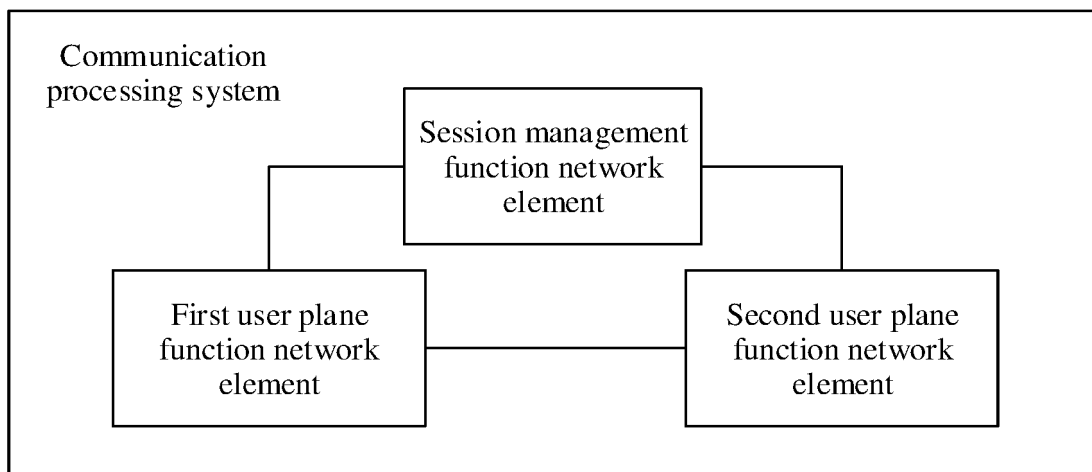 Communication
processing system
Session management
function network
element
First user plane
function network
element
Second user plane
function network
element